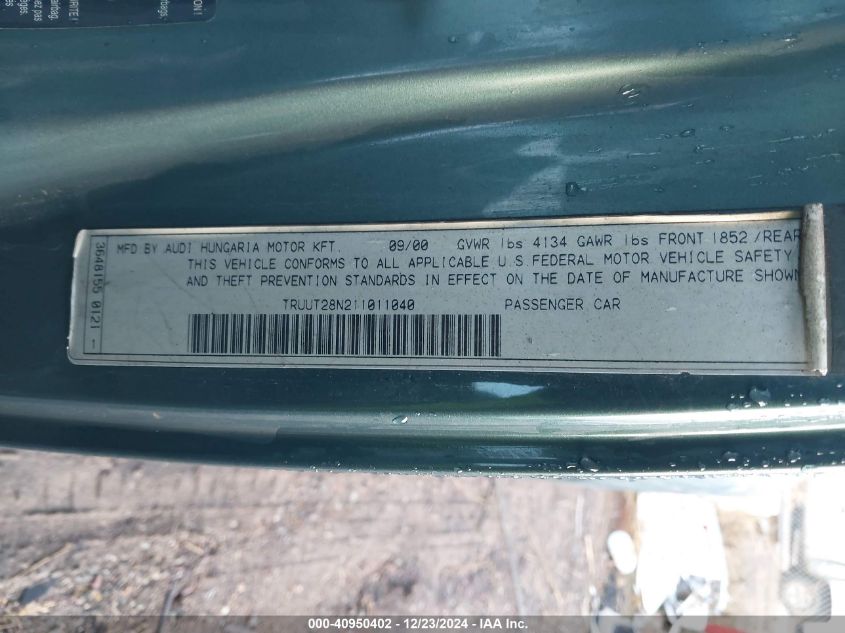 MFD BY AUDI HUNGARIA MOTOR KFT. 09/00 GVWR lbs 4134 GAWR lbs FRONT 1852 /REAR
THIS VEHICLE CONFORMS TO ALL APPLICABLE U.S.FEDERAL MOTOR VEHICLE SAFETY
AND THEFT PREVENTION STANDARDS IN EFFECT ON THE DATE OF MANUFACTURE SHOWN
TRUUT28N211011040 PASSENGER CAR
3648155 0121 1
000-40950402 - 12/23/2024 - IAA Inc.